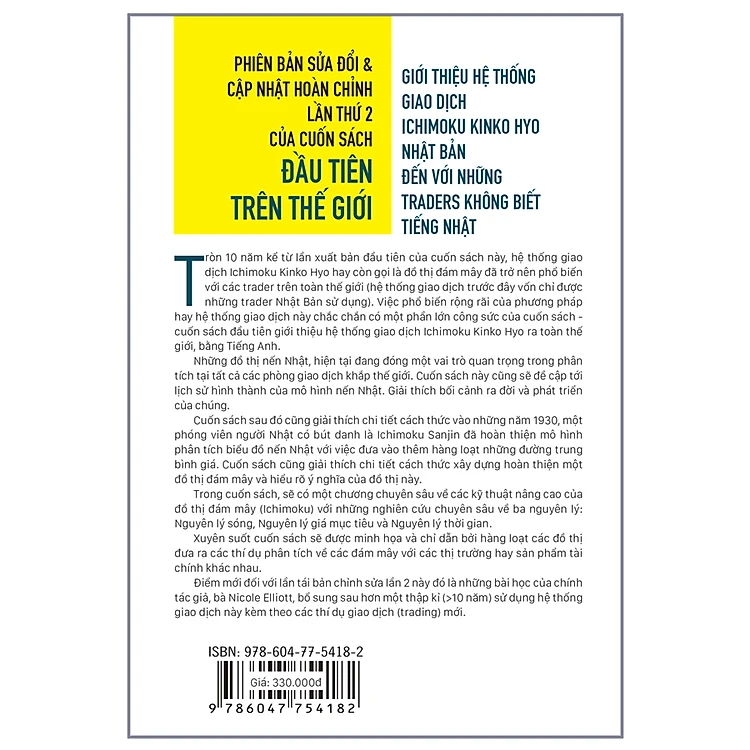 PHIÊN BẢN SỬA ĐỔI &
CẬP NHẬT HOÀN CHỈNH
LẦN THỨ 2
CỦA CUỐN SÁCH
ĐẦU TIÊN
TRÊN THẾ GIỚI
GIỚI THIỆU HỆ THỐNG
GIAO DỊCH
ICHIMOKU KINKO HYO
NHẬT BẢN
ĐẾN VỚI NHỮNG
TRADERS KHÔNG BIẾT
TIẾNG NHẬT
Tròn 10 năm kể từ lần xuất bản đầu tiên của cuốn sách này, hệ thống giao
dịch Ichimoku Kinko Hyo hay còn gọi là đồ thị đám mây đã trở nên phổ biến
với các trader trên toàn thế giới (hệ thống giao dịch trước đây vốn chỉ được
những trader Nhật Bản sử dụng). Việc phổ biến rộng rãi của phương pháp
hay hệ thống giao dịch này chắc chắn có một phần lớn công sức của cuốn sách -
cuốn sách đầu tiên giới thiệu hệ thống giao dịch Ichimoku Kinko Hyo ra toàn thế
giới, bằng Tiếng Anh.
Những đồ thị nến Nhật, hiện tại đang đóng một vai trò quan trọng trong phân
tích tại tất cả các phòng giao dịch khắp thế giới. Cuốn sách này cũng sẽ đề cập tới
lịch sử hình thành của mô hình nến Nhật. Giải thích bối cảnh ra đời và phát triển
của chúng.
Cuốn sách sau đó cũng giải thích chi tiết cách thức vào những năm 1930, một
phóng viên người Nhật có bút danh là Ichimoku Sanjin đã hoàn thiện mô hình
phân tích biểu đồ nến Nhật với việc đưa vào thêm hàng loạt những đường trung
bình giá. Cuốn sách cũng giải thích chi tiết cách thức xây dựng hoàn thiện một
đồ thị đám mây và hiểu rõ ý nghĩa của đồ thị này.
Trong cuốn sách, sẽ có một chương chuyên sâu về các kỹ thuật nâng cao của
đồ thị đám mây (Ichimoku) với những nghiên cứu chuyên sâu về ba nguyên lý:
Nguyên lý sóng, Nguyên lý giá mục tiêu và Nguyên lý thời gian.
Xuyên suốt cuốn sách sẽ được minh họa và chỉ dẫn bởi hàng loạt các đồ thị
đưa ra các thí dụ phân tích về các đám mây với các thị trường hay sản phẩm tài
chính khác nhau.
Điểm mới đối với lần tái bản chỉnh sửa lần 2 này đó là những bài học của chính
tác giả, bà Nicole Elliott, bổ sung sau hơn một thập kỉ (>10 năm) sử dụng hệ thống
giao dịch này kèm theo các thí dụ giao dịch (trading) mới.
ISBN: 978-604-77-5418-2
Giá: 330.000đ
9 786047 754182